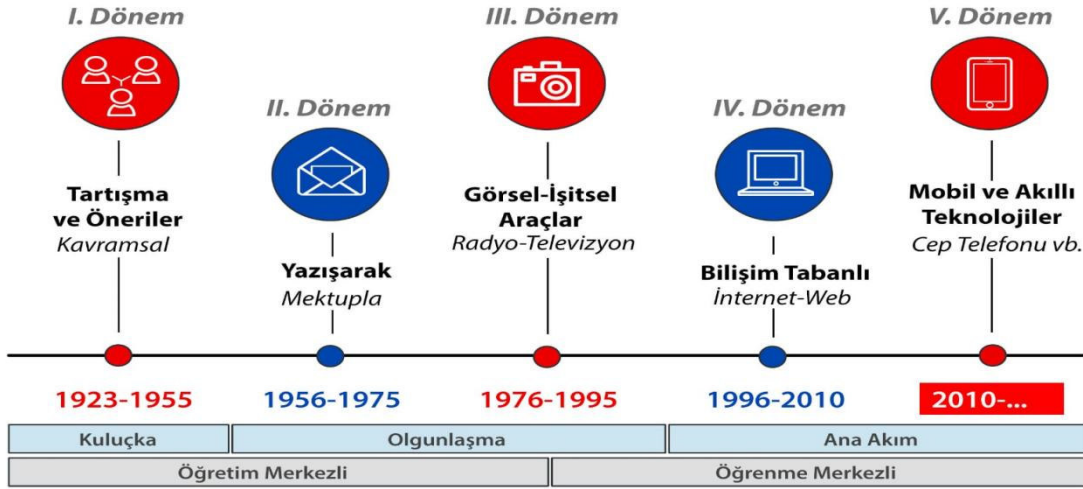 I. Dönem
Tartışma
ve Öneriler
Kavramsal
1923-1955
II. Dönem
Yazışarak
Mektupla
1956-1975
III. Dönem
Görsel-İşitsel
Araçlar
Radyo-Televizyon
1976-1995
IV. Dönem
Bilişim Tabanlı
İnternet-Web
1996-2010
V. Dönem
Mobil ve Akıllı
Teknolojiler
Cep Telefonu vb.
2010-...
Kuluçka
Olgunlaşma
Ana Akım
Öğretim Merkezli
Öğrenme Merkezli